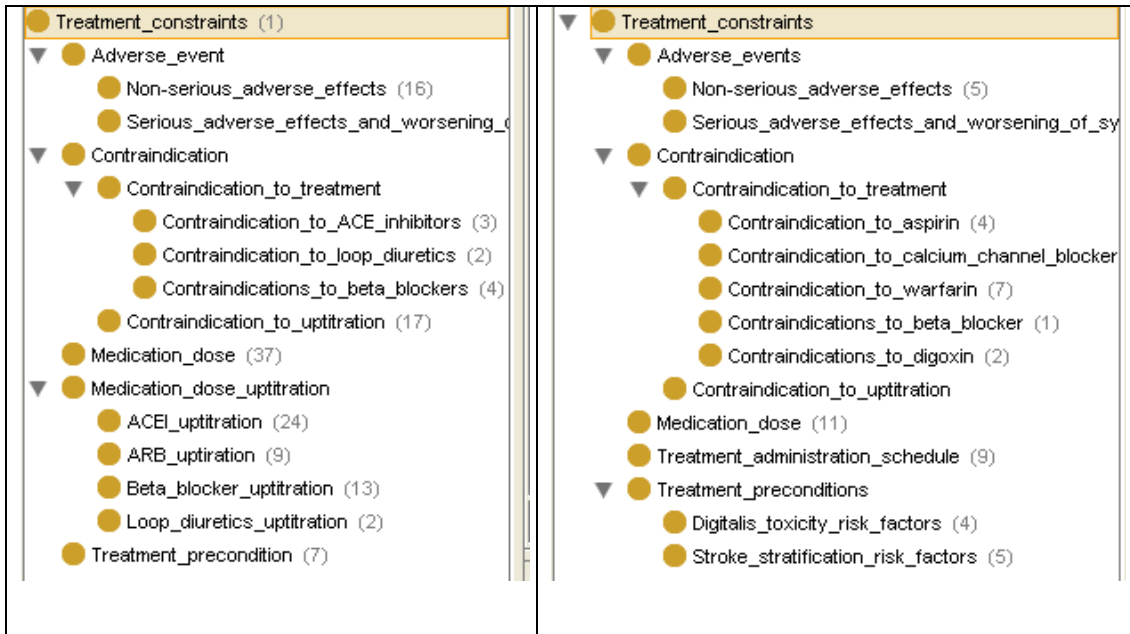 Treatment_constraints (1)
Adverse_event
Non-serious_adverse_effects (16)
Serious_adverse_effects_and_worsening_
Contraindication
Contraindication_to_treatment
Contraindication_to_ACE_inhibitors (3)
Contraindication_to_loop_diuretics (2)
Contraindications_to_beta_blockers (4)
Contraindication_to_uptitration (17)
Medication_dose (37)
Medication_dose_uptitration
ACEI_uptitration (24)
ARB_uptiration (9)
Beta_blocker_uptitration (13)
Loop_diuretics_uptitration (2)
Treatment_precondition (7)
Treatment_constraints
Adverse_events
Non-serious_adverse_effects (5)
Serious_adverse_effects_and_worsening_of_sy
Contraindication
Contraindication_to_treatment
Contraindication_to_aspirin (4)
Contraindication_to_calcium_channel_blocker
Contraindication_to_warfarin (7)
Contraindications_to_beta_blocker (1)
Contraindications_to_digoxin (2)
Contraindication_to_uptitration
Medication_dose (11)
Treatment_administration_schedule (9)
Treatment_preconditions
Digitalis_toxicity_risk_factors (4)
Stroke_stratification_risk_factors (5)